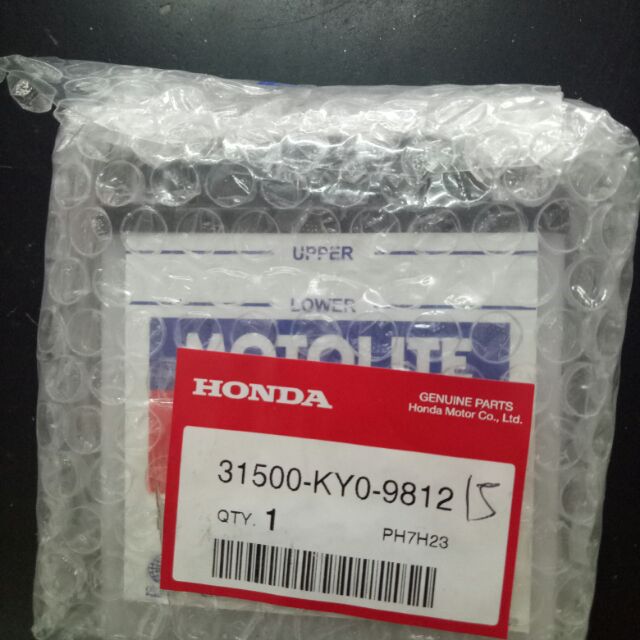 UPPER
LOWER
MOTOLITE
HONDA
GENUINE PARTS
Honda Motor Co., Ltd.
31500-KY0-9812
15
QTY. 1
PH7H23